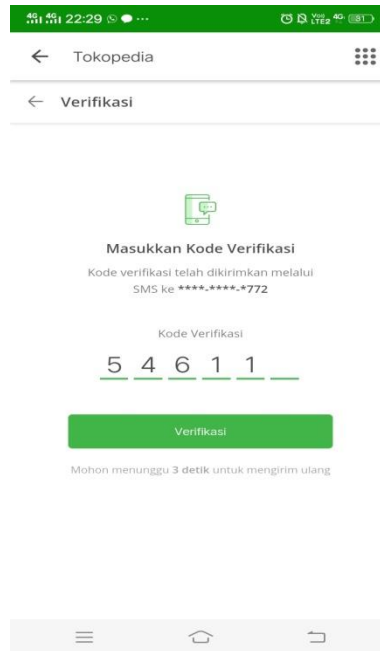 22:29
Tokopedia
Verifikasi
Masukkan Kode Verifikasi
Kode verifikasi telah dikirimkan melalui
SMS ke ****-****-*772
Kode Verifikasi
5 4 6 1 1
Verifikasi
Mohon menunggu 3 detik untuk mengirim ulang